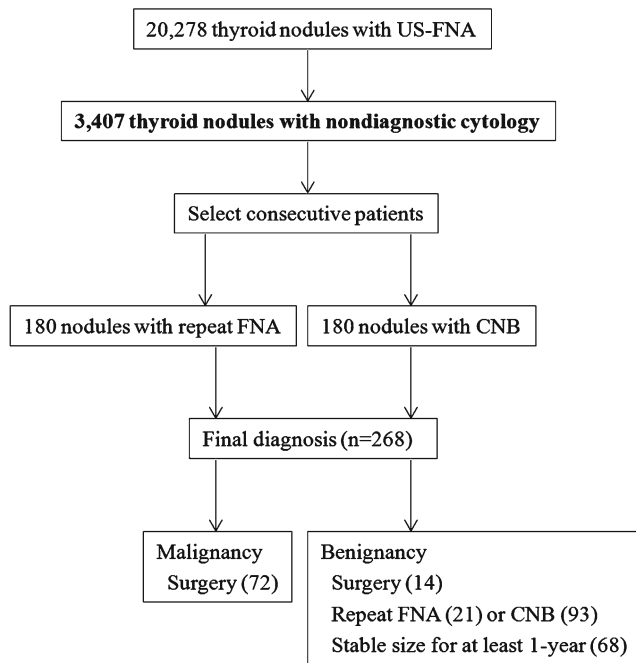 20,278 thyroid nodules with US-FNA
3,407 thyroid nodules with nondiagnostic cytology
Select consecutive patients
180 nodules with repeat FNA
180 nodules with CNB
Final diagnosis (n=268)
Malignancy
Surgery (72)
Benignancy
Surgery (14)
Repeat FNA (21) or CNB (93)
Stable size for at least 1-year (68)